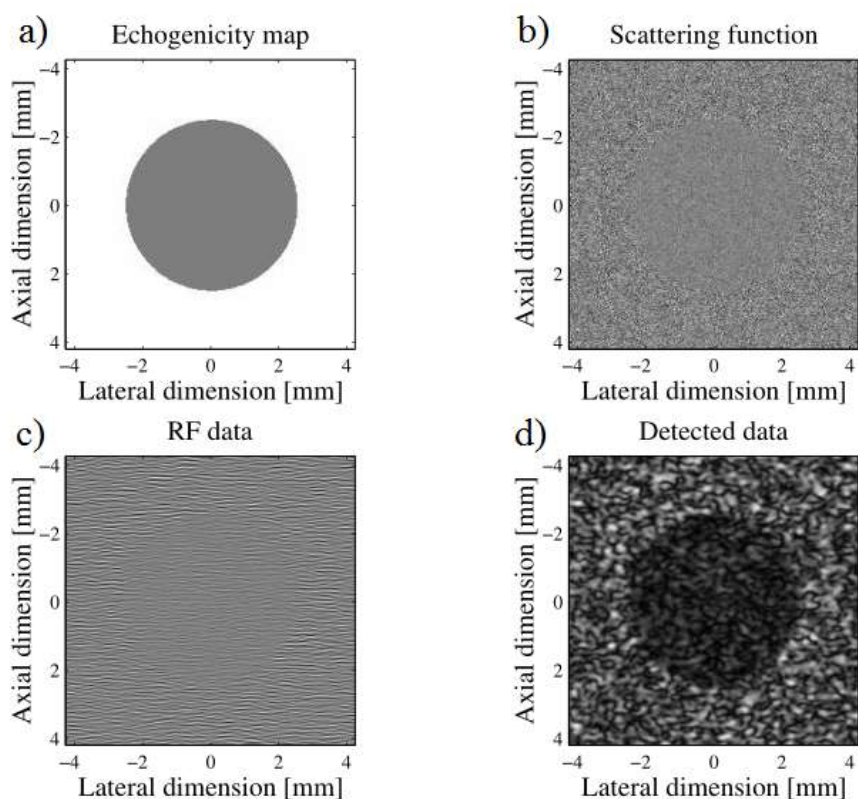 a)
Echogenicity map
−4
−2
0
2
4
Axial dimension [mm]
−4 −2 0 2 4
Lateral dimension [mm]
b)
Scattering function
−4
−2
0
2
4
Axial dimension [mm]
−4 −2 0 2 4
Lateral dimension [mm]
c)
RF data
−4
−2
0
2
4
Axial dimension [mm]
−4 −2 0 2 4
Lateral dimension [mm]
d)
Detected data
−4
−2
0
2
4
Axial dimension [mm]
−4 −2 0 2 4
Lateral dimension [mm]